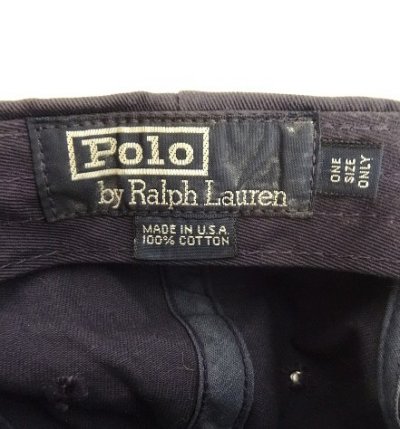 Polo
by Ralph Lauren
MADE IN U.S.A.
100% COTTON
ONE
SIZE
ONLY